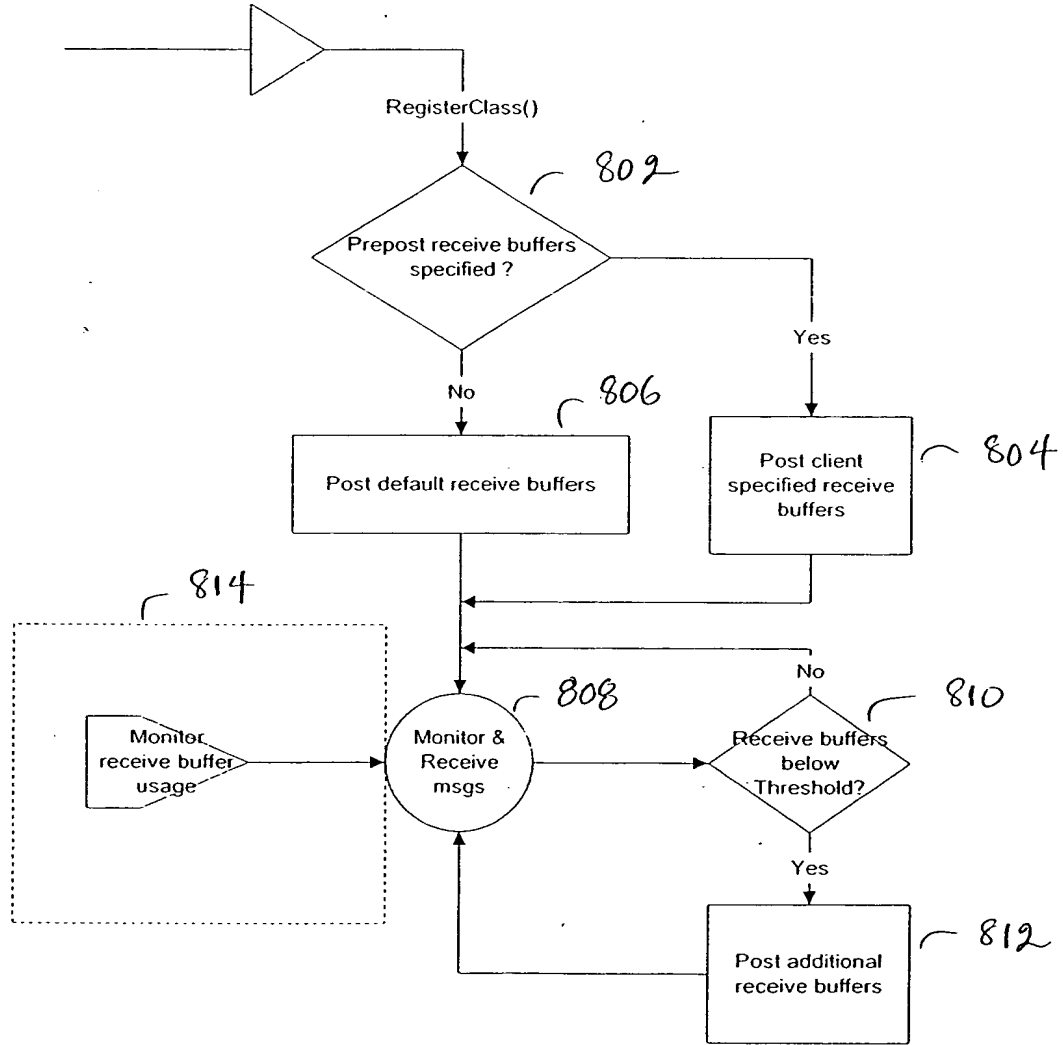 RegisterClass()
802
Prepost receive buffers
specified ?
Yes
No
806
804
Post default receive buffers
Post client
specified receive
buffers
814
No
808
810
Monitor
receive buffer
usage
Monitor &
Receive
msgs
Receive buffers
below
Threshold?
Yes
812
Post additional
receive buffers